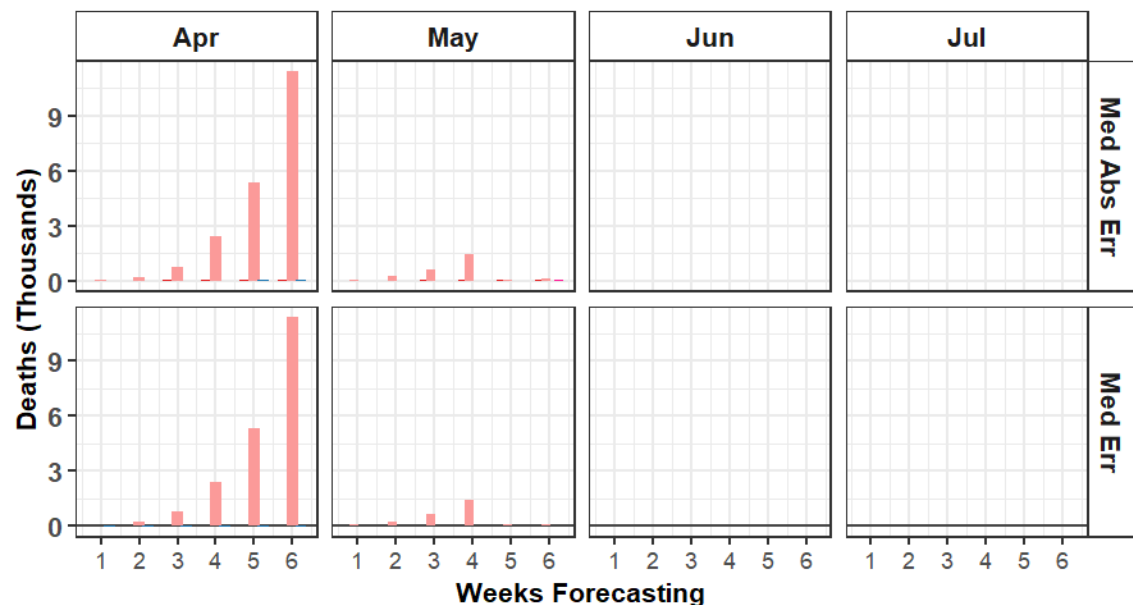 Apr May Jun Jul
Deaths (Thousands)
9
6
3
0
Med Abs Err
9
6
3
0
Med Err
1 2 3 4 5 6 1 2 3 4 5 6 1 2 3 4 5 6 1 2 3 4 5 6
Weeks Forecasting